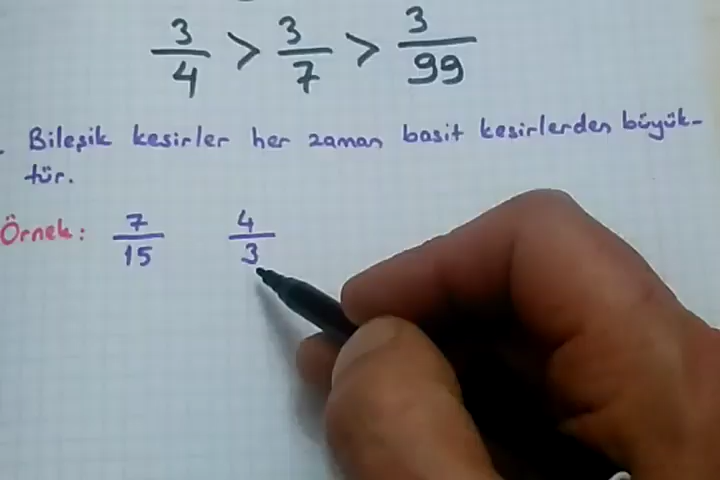 3/4 > 3/7 > 3/99
Bileşik kesirler her zaman basit kesirlerden büyük-
tür.
Örnek: 7/15 4/3